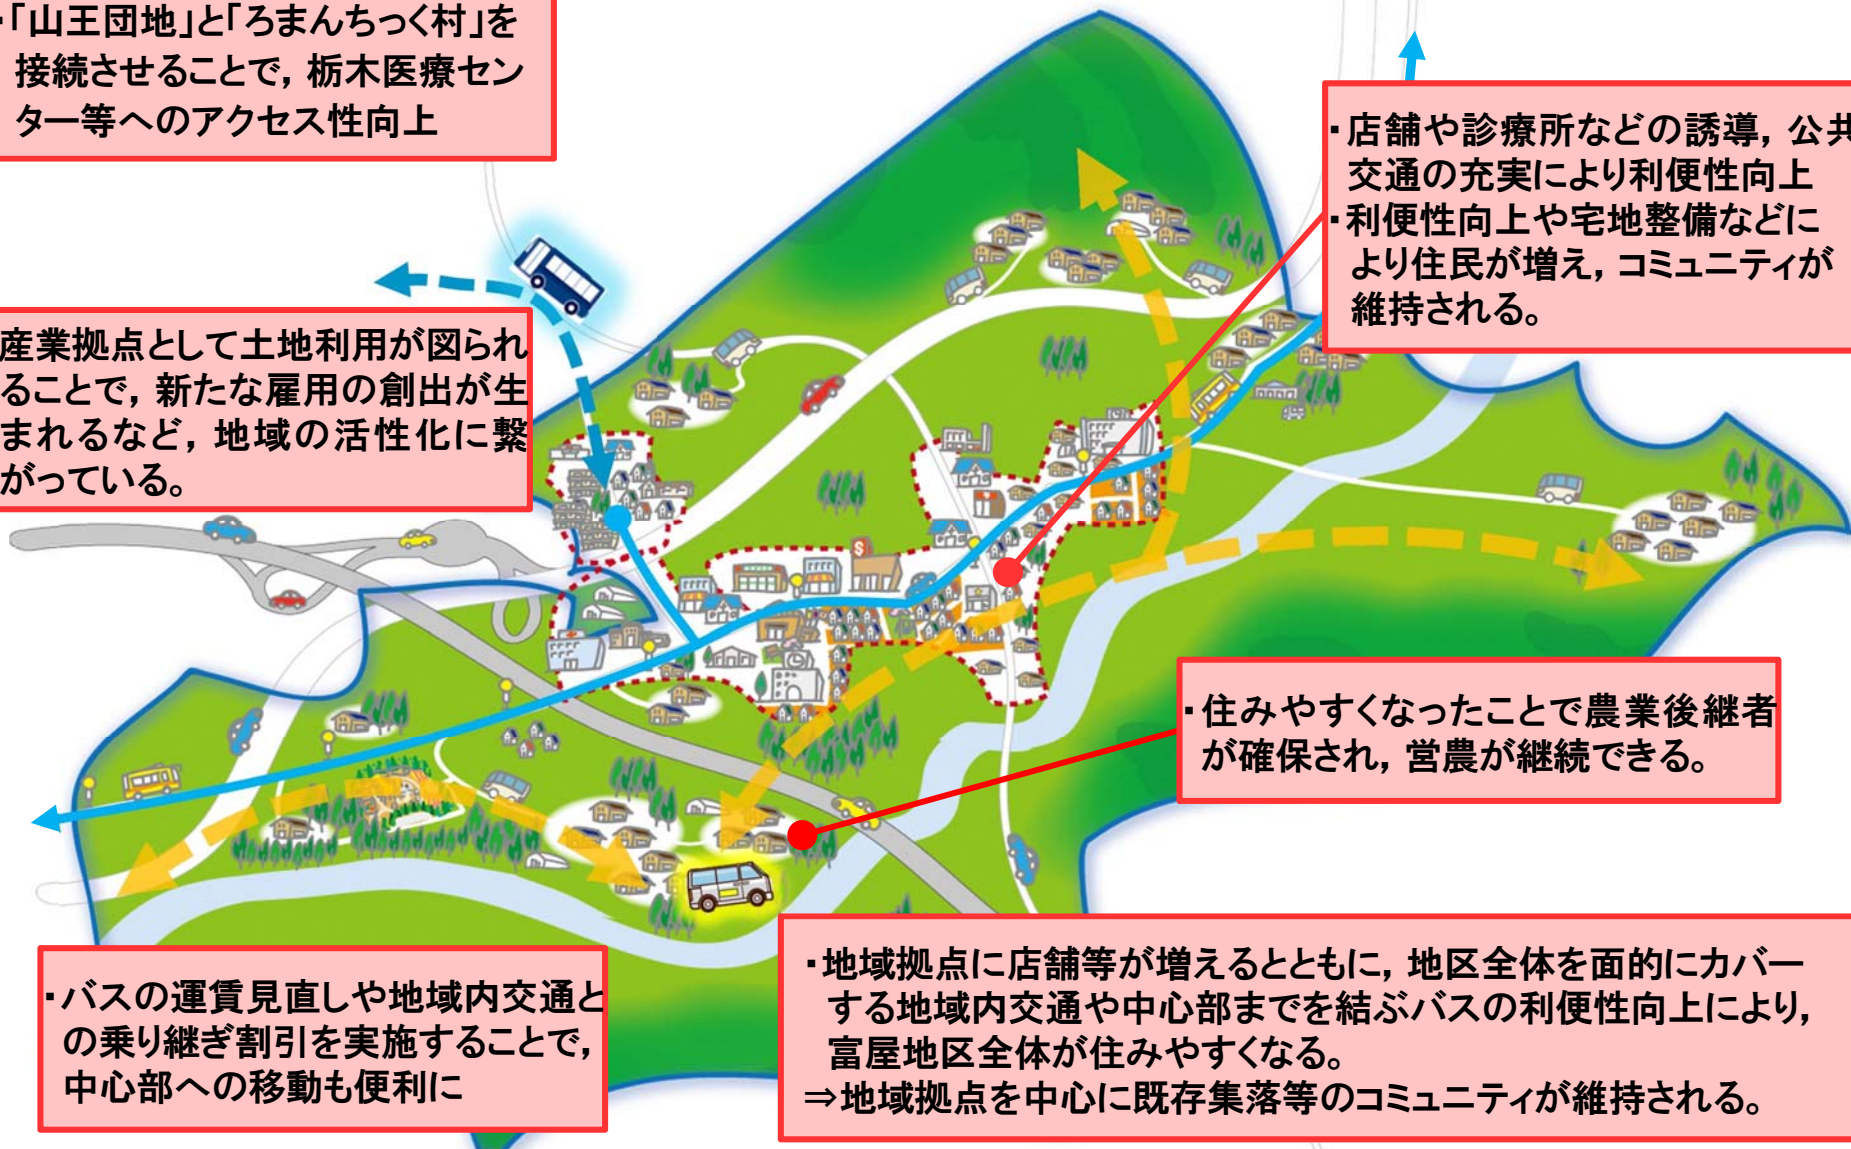 ・「山王団地」と「ろまんちっく村」を
接続させることで，栃木医療セン
ター等へのアクセス性向上
・店舗や診療所などの誘導，公共
交通の充実により利便性向上
・利便性向上や宅地整備などに
より住民が増え，コミュニティが
維持される。
産業拠点として土地利用が図られ
ることで，新たな雇用の創出が生
まれるなど，地域の活性化に繋
がっている。
・住みやすくなったことで農業後継者
が確保され，営農が継続できる。
・バスの運賃見直しや地域内交通と
の乗り継ぎ割引を実施することで，
中心部への移動も便利に
・地域拠点に店舗等が増えるとともに，地区全体を面的にカバー
する地域内交通や中心部までを結ぶバスの利便性向上により，
富屋地区全体が住みやすくなる。
⇒地域拠点を中心に既存集落等のコミュニティが維持される。